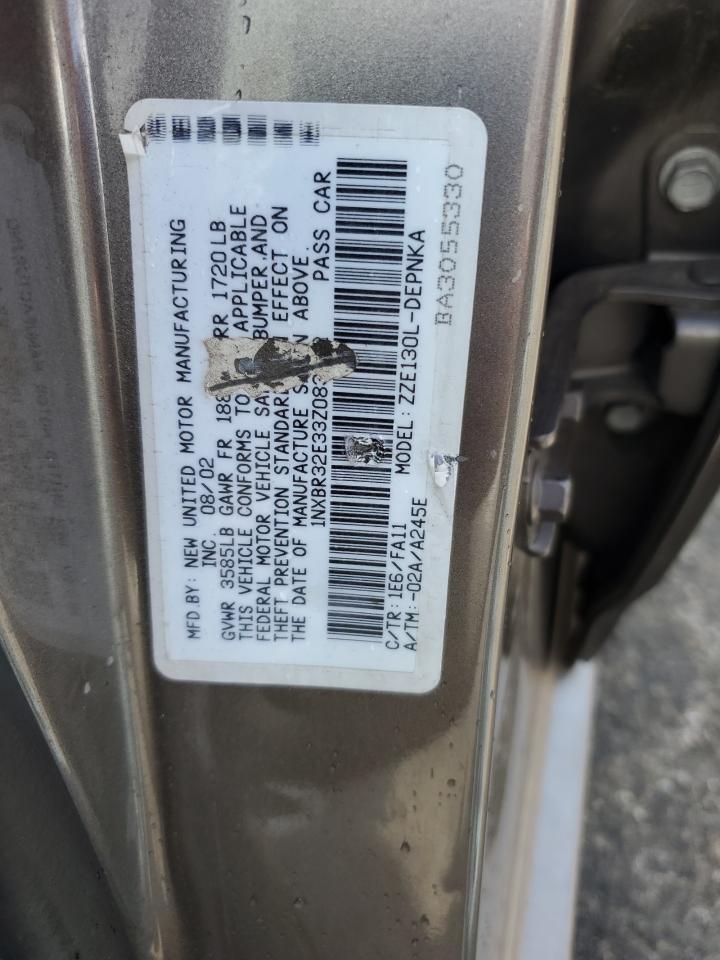 MFD.BY: NEW UNITED MOTOR MANUFACTURING
INC. 08/02
GVWR 3585LB GAWR FR 18 RR 1720LB
THIS VEHICLE CONFORMS TO APPLICABLE
FEDERAL MOTOR VEHICLE SA BUMPER, AND
THEFT PREVENTION STANDARD EFFECT ON
THE DATE OF MANUFACTURE S N ABOVE.
1NXBR32E33Z08 PASS CAR
MODEL: ZZE130L-DEPNKA
C/TR: 1E6/FA11
A/TM: -02A/A245E
BA3055330